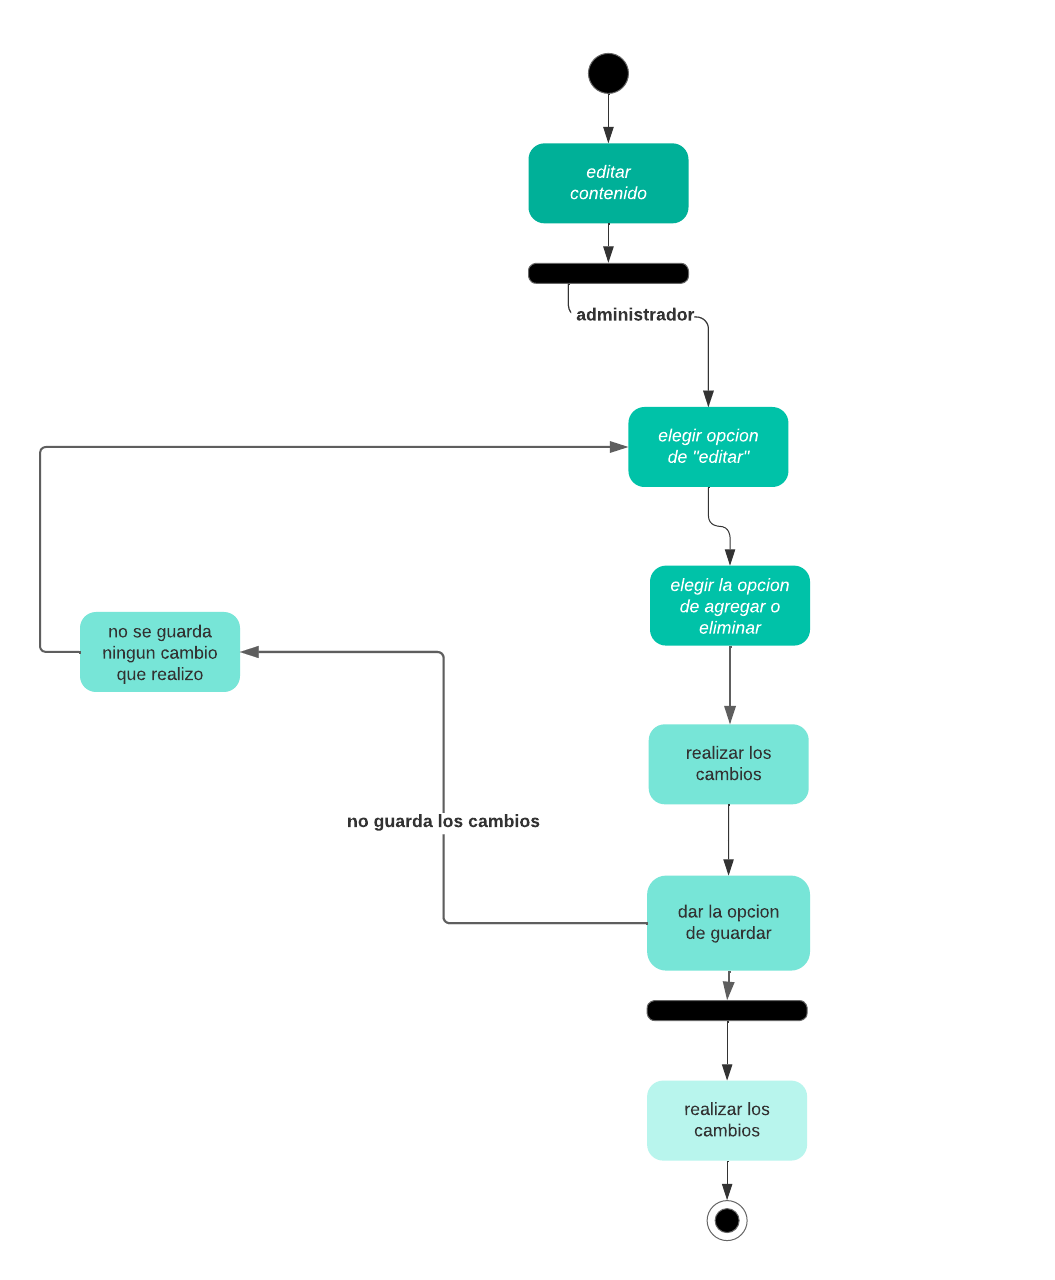 editar
contenido
administrador
elegir opcion
de "editar"
elegir la opcion
de agregar o
eliminar
no se guarda
ningun cambio
que realizo
realizar los
cambios
no guarda los cambios
dar la opcion
de guardar
realizar los
cambios